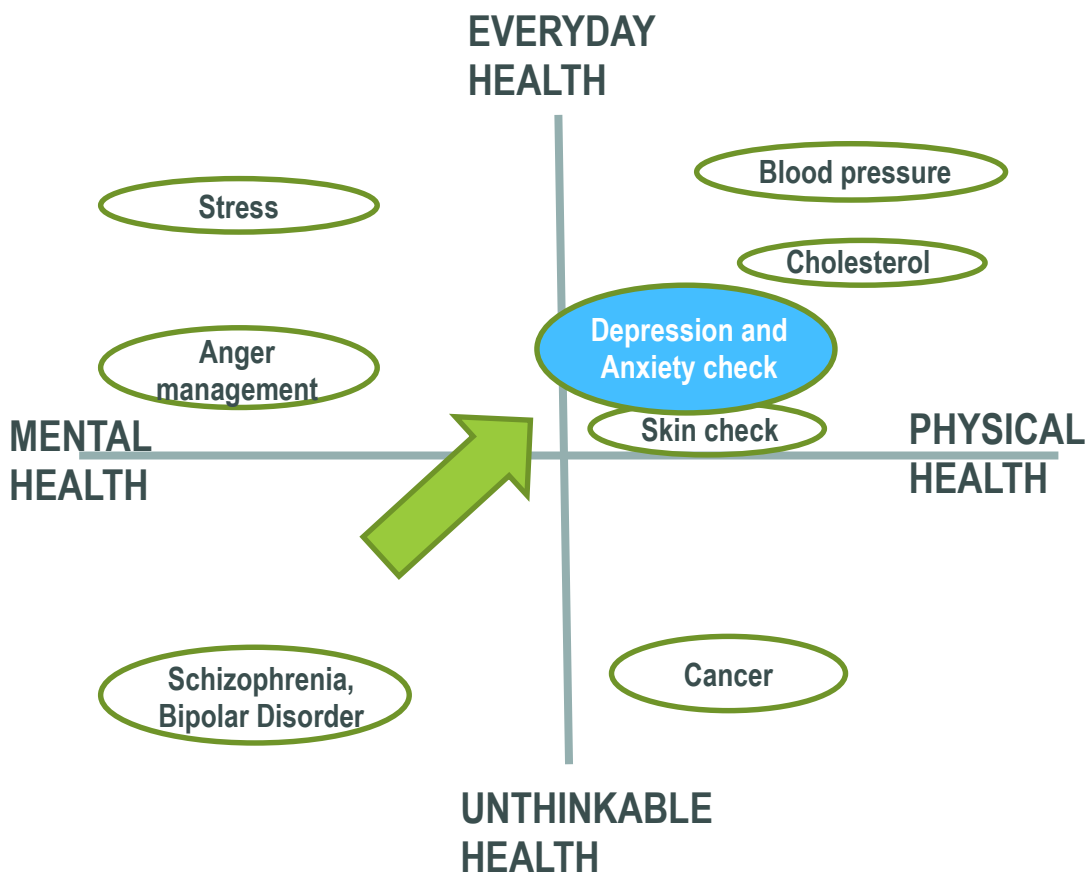 EVERYDAY
HEALTH
Blood pressure
Stress
Cholesterol
Depression and
Anxiety check
Anger
management
Skin check
MENTAL
HEALTH
PHYSICAL
HEALTH
Schizophrenia,
Bipolar Disorder
Cancer
UNTHINKABLE
HEALTH